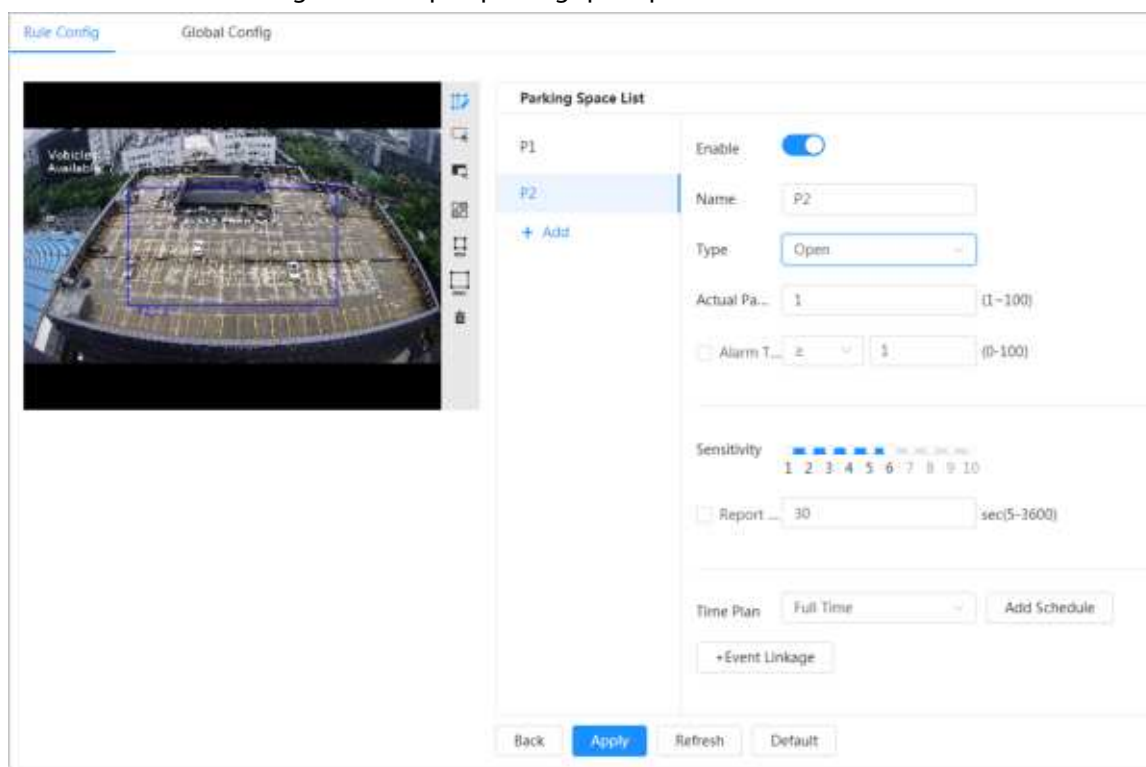 Rule Config Global Config
Parking Space List
Vehicles
Available
P1
P2
+ Add
Enable
Name P2
Type Open
Actual Pa... 1 (1~100)
Alarm T... ≥ 1 (0-100)
Sensitivity
1 2 3 4 5 6 7 8 9 10
Report ... 30 sec(5-3600)
Time Plan Full Time Add Schedule
+Event Linkage
Back Apply Refresh Default